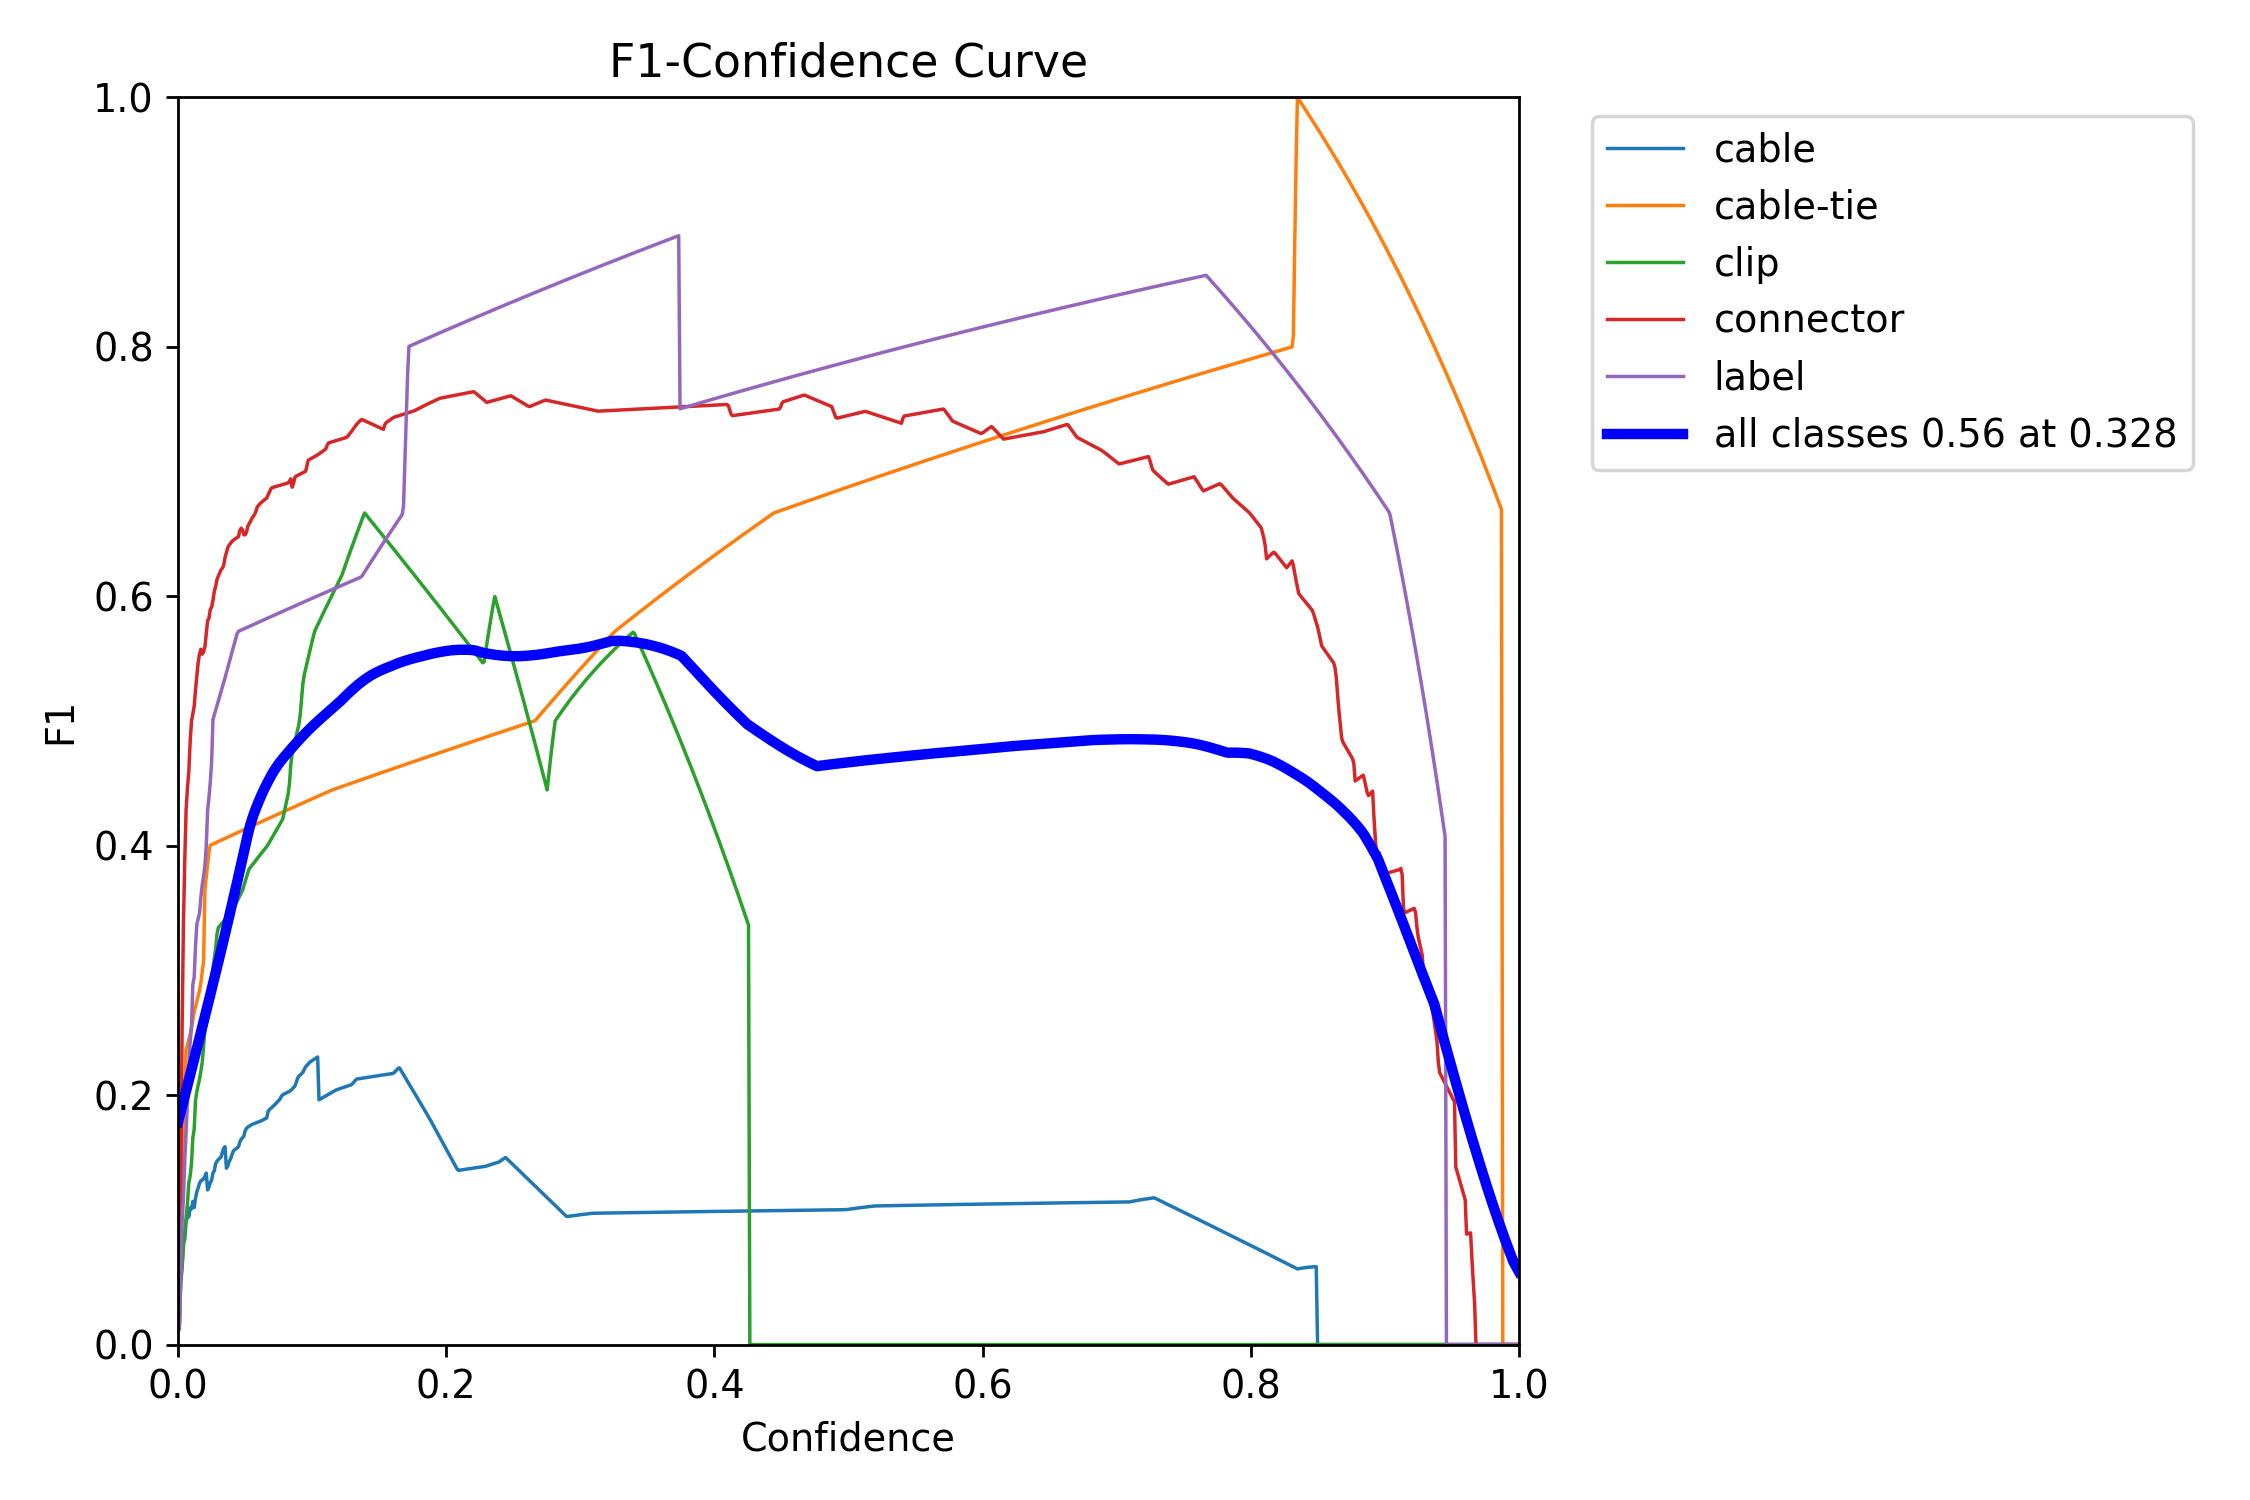 F1-Confidence Curve
1.0
0.8
0.6
0.4
0.2
0.0
F1
0.0 0.2 0.4 0.6 0.8 1.0
Confidence
cable
cable-tie
clip
connector
label
all classes 0.56 at 0.328